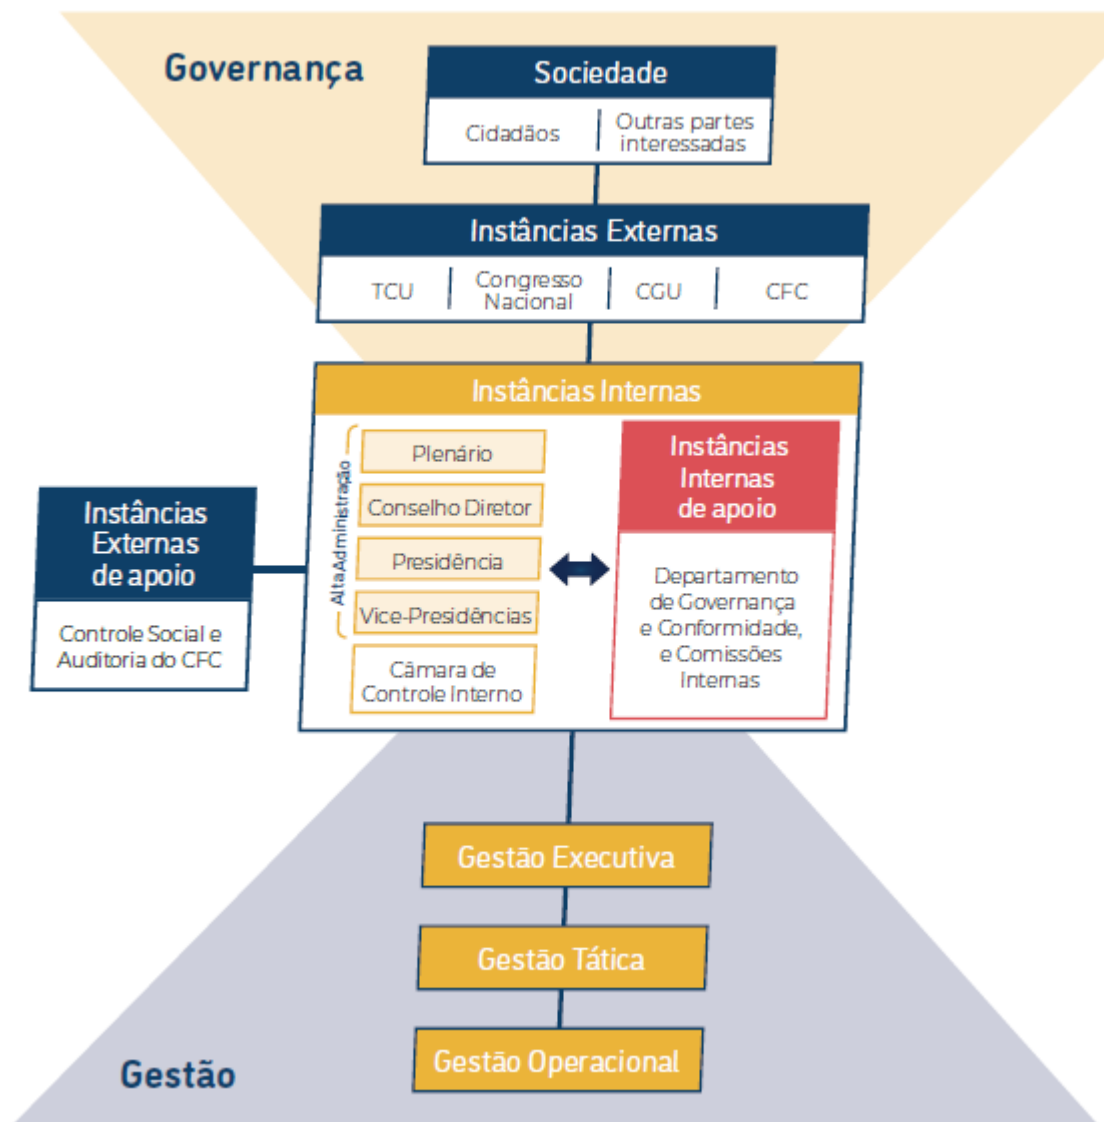 Governança
Sociedade
Cidadãos
Outras partes
interessadas
Instâncias Externas
TCU
Congresso
Nacional
CGU
CFC
Instâncias Internas
AltaAdministração
Plenário
Conselho Diretor
Presidência
Vice-Presidências
Câmara de
Controle Interno
Instâncias
Internas
de apoio
Departamento
de Governança
e Conformidade,
e Comissões
Internas
Instâncias
Externas
de apoio
Controle Social e
Auditoria do CFC
Gestão Executiva
Gestão Tática
Gestão Operacional
Gestão